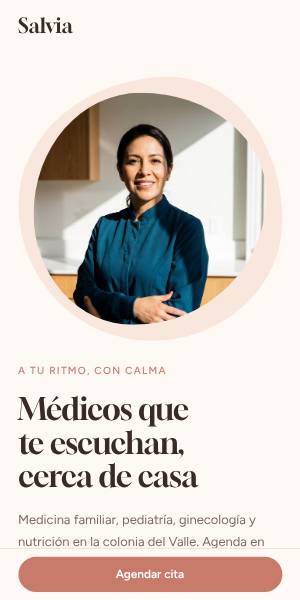 Salvia
A TU RITMO, CON CALMA
Médicos que
te escuchan,
cerca de casa
Medicina familiar, pediatría, ginecología y
nutrición en la colonia del Valle. Agenda en
Agendar cita